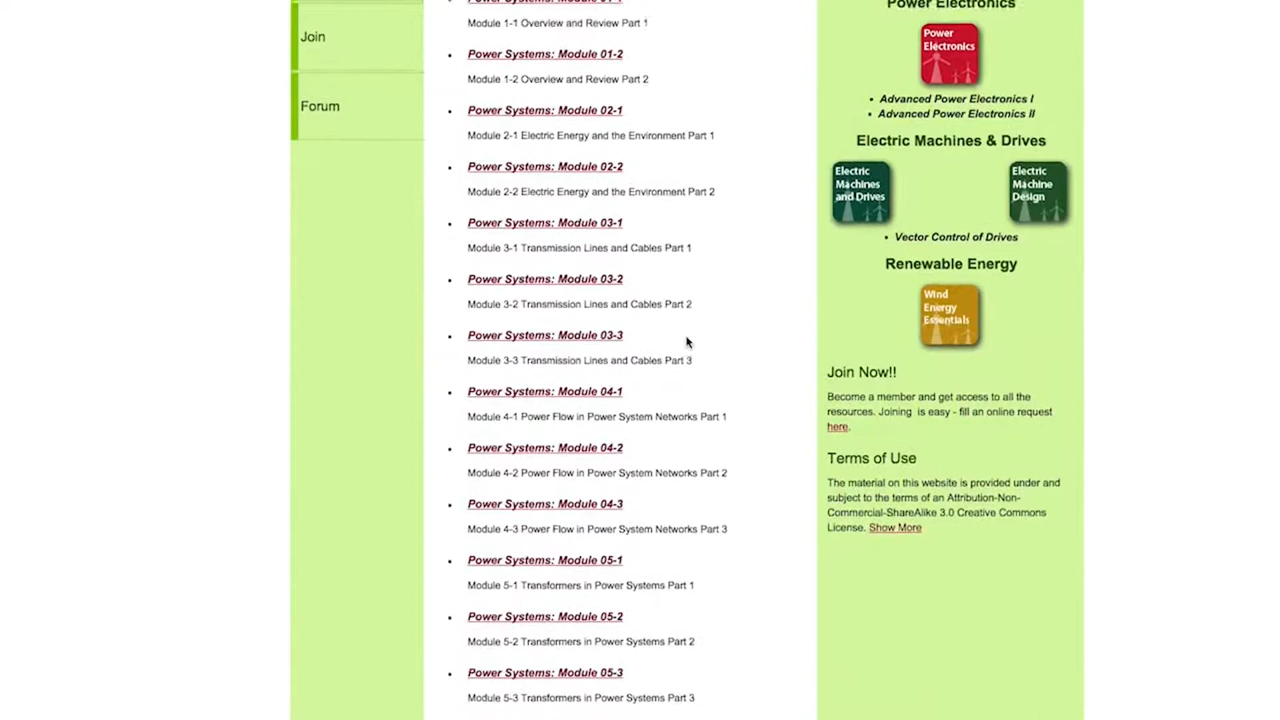 Join
Forum
Module 1-1 Overview and Review Part 1
Power Systems: Module 01-2
Module 1-2 Overview and Review Part 2
Power Systems: Module 02-1
Module 2-1 Electric Energy and the Environment Part 1
Power Systems: Module 02-2
Module 2-2 Electric Energy and the Environment Part 2
Power Systems: Module 03-1
Module 3-1 Transmission Lines and Cables Part 1
Power Systems: Module 03-2
Module 3-2 Transmission Lines and Cables Part 2
Power Systems: Module 03-3
Module 3-3 Transmission Lines and Cables Part 3
Power Systems: Module 04-1
Module 4-1 Power Flow in Power System Networks Part 1
Power Systems: Module 04-2
Module 4-2 Power Flow in Power System Networks Part 2
Power Systems: Module 04-3
Module 4-3 Power Flow in Power System Networks Part 3
Power Systems: Module 05-1
Module 5-1 Transformers in Power Systems Part 1
Power Systems: Module 05-2
Module 5-2 Transformers in Power Systems Part 2
Power Systems: Module 05-3
Module 5-3 Transformers in Power Systems Part 3
Power Electronics
Power
Electronics
• Advanced Power Electronics I
• Advanced Power Electronics II
Electric Machines & Drives
Electric
Machines
and Drives
Electric
Machine
Design
• Vector Control of Drives
Renewable Energy
Wind
Energy
Essentials
Join Now!!
Become a member and get access to all the
resources. Joining is easy - fill an online request
here.
Terms of Use
The material on this website is provided under and
subject to the terms of an Attribution-Non-
Commercial-ShareAlike 3.0 Creative Commons
License. Show More